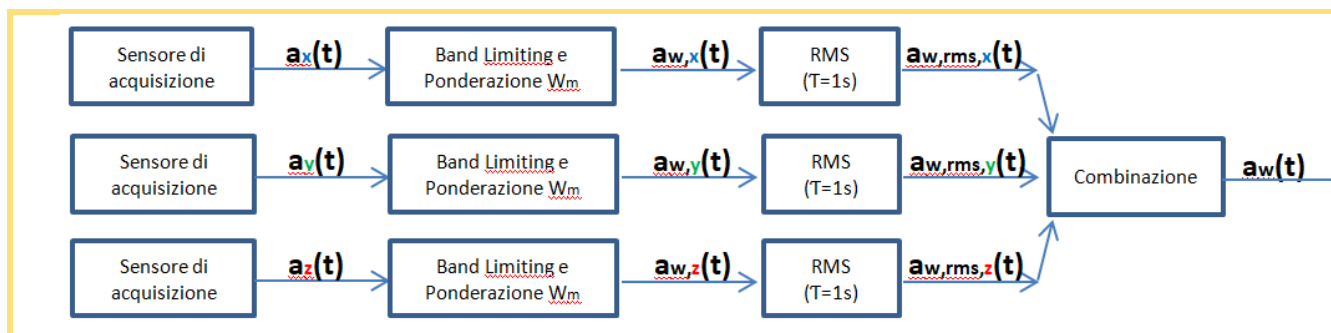 Sensore di
acquisizione
ax(t)
Band Limiting e
Ponderazione Wm
aw,x(t)
RMS
(T=1s)
aw,rms,x(t)
Sensore di
acquisizione
ay(t)
Band Limiting e
Ponderazione Wm
aw,y(t)
RMS
(T=1s)
aw,rms,y(t)
Combinazione
aw(t)
Sensore di
acquisizione
az(t)
Band Limiting e
Ponderazione Wm
aw,z(t)
RMS
(T=1s)
aw,rms,z(t)